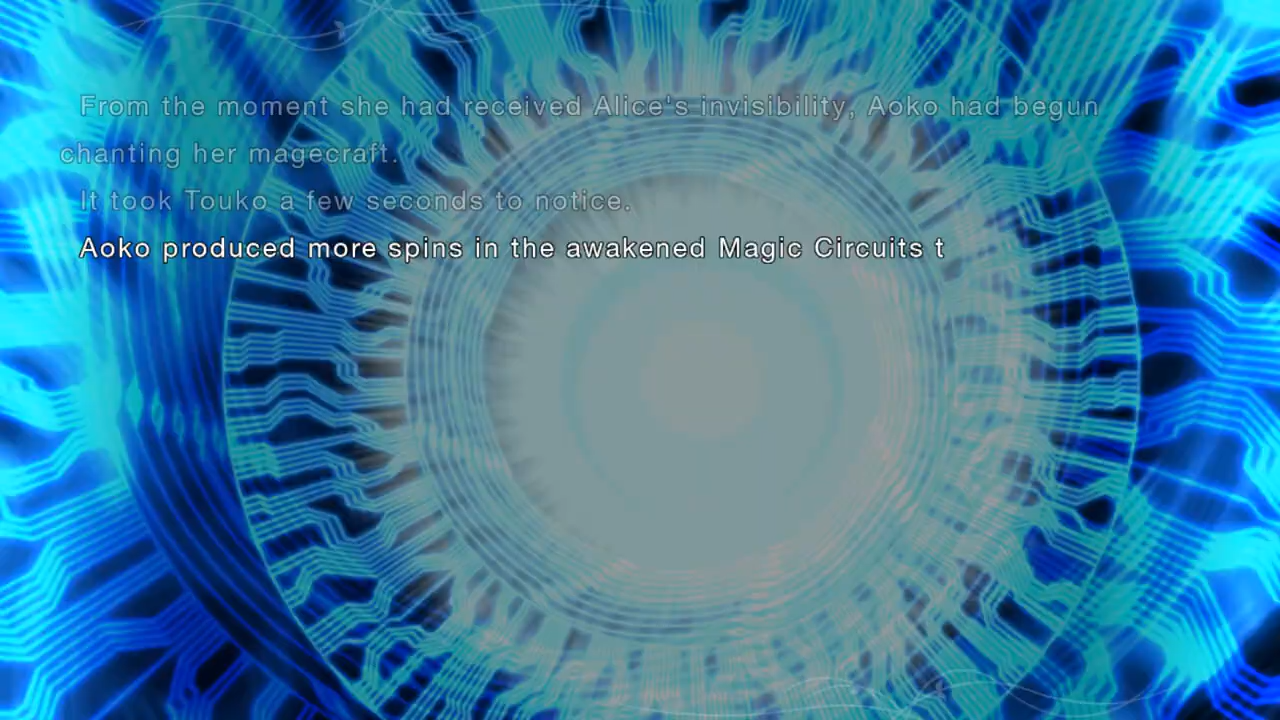 From the moment she had received Alice's invisibility, Aoko had begun
chanting her magecraft.
It took Touko a few seconds to notice.
Aoko produced more spins in the awakened Magic Circuits t